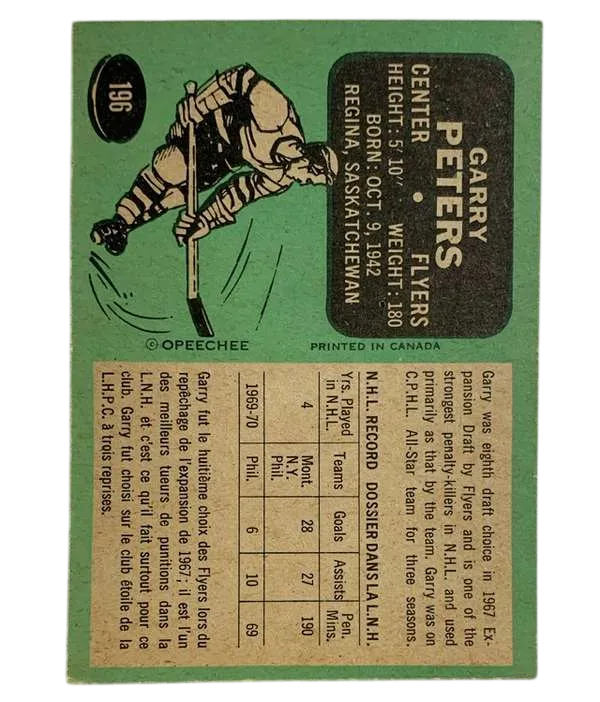 196
GARRY
PETERS
CENTER • FLYERS
HEIGHT: 5' 10" WEIGHT: 180
BORN: OCT. 9, 1942
REGINA, SASKATCHEWAN
© OPEECHEE PRINTED IN CANADA
Garry was eighth draft choice in 1967 Ex-
pansion Draft by Flyers and is one of the
strongest penalty-killers in N.H.L. and used
primarily as that by the team. Garry was on
C.P.H.L. All-Star team for three seasons.
N.H.L. RECORD DOSSIER DANS LA L.N.H.
Yrs. Played in N.H.L. Teams Goals Assists Pen. Mins.
4 Mont. N.Y. Phil. 28 27 190
1969-70 Phil. 6 10 69
Garry fut le huitième choix des Flyers lors du
repêchage de l'expansion de 1967; il est l'un
des meilleurs tueurs de punitions dans la
L.N.H. et c'est ce qu'il fait surtout pour ce
club. Garry fut choisi sur le club étoile de la
L.H.P.C. à trois reprises.